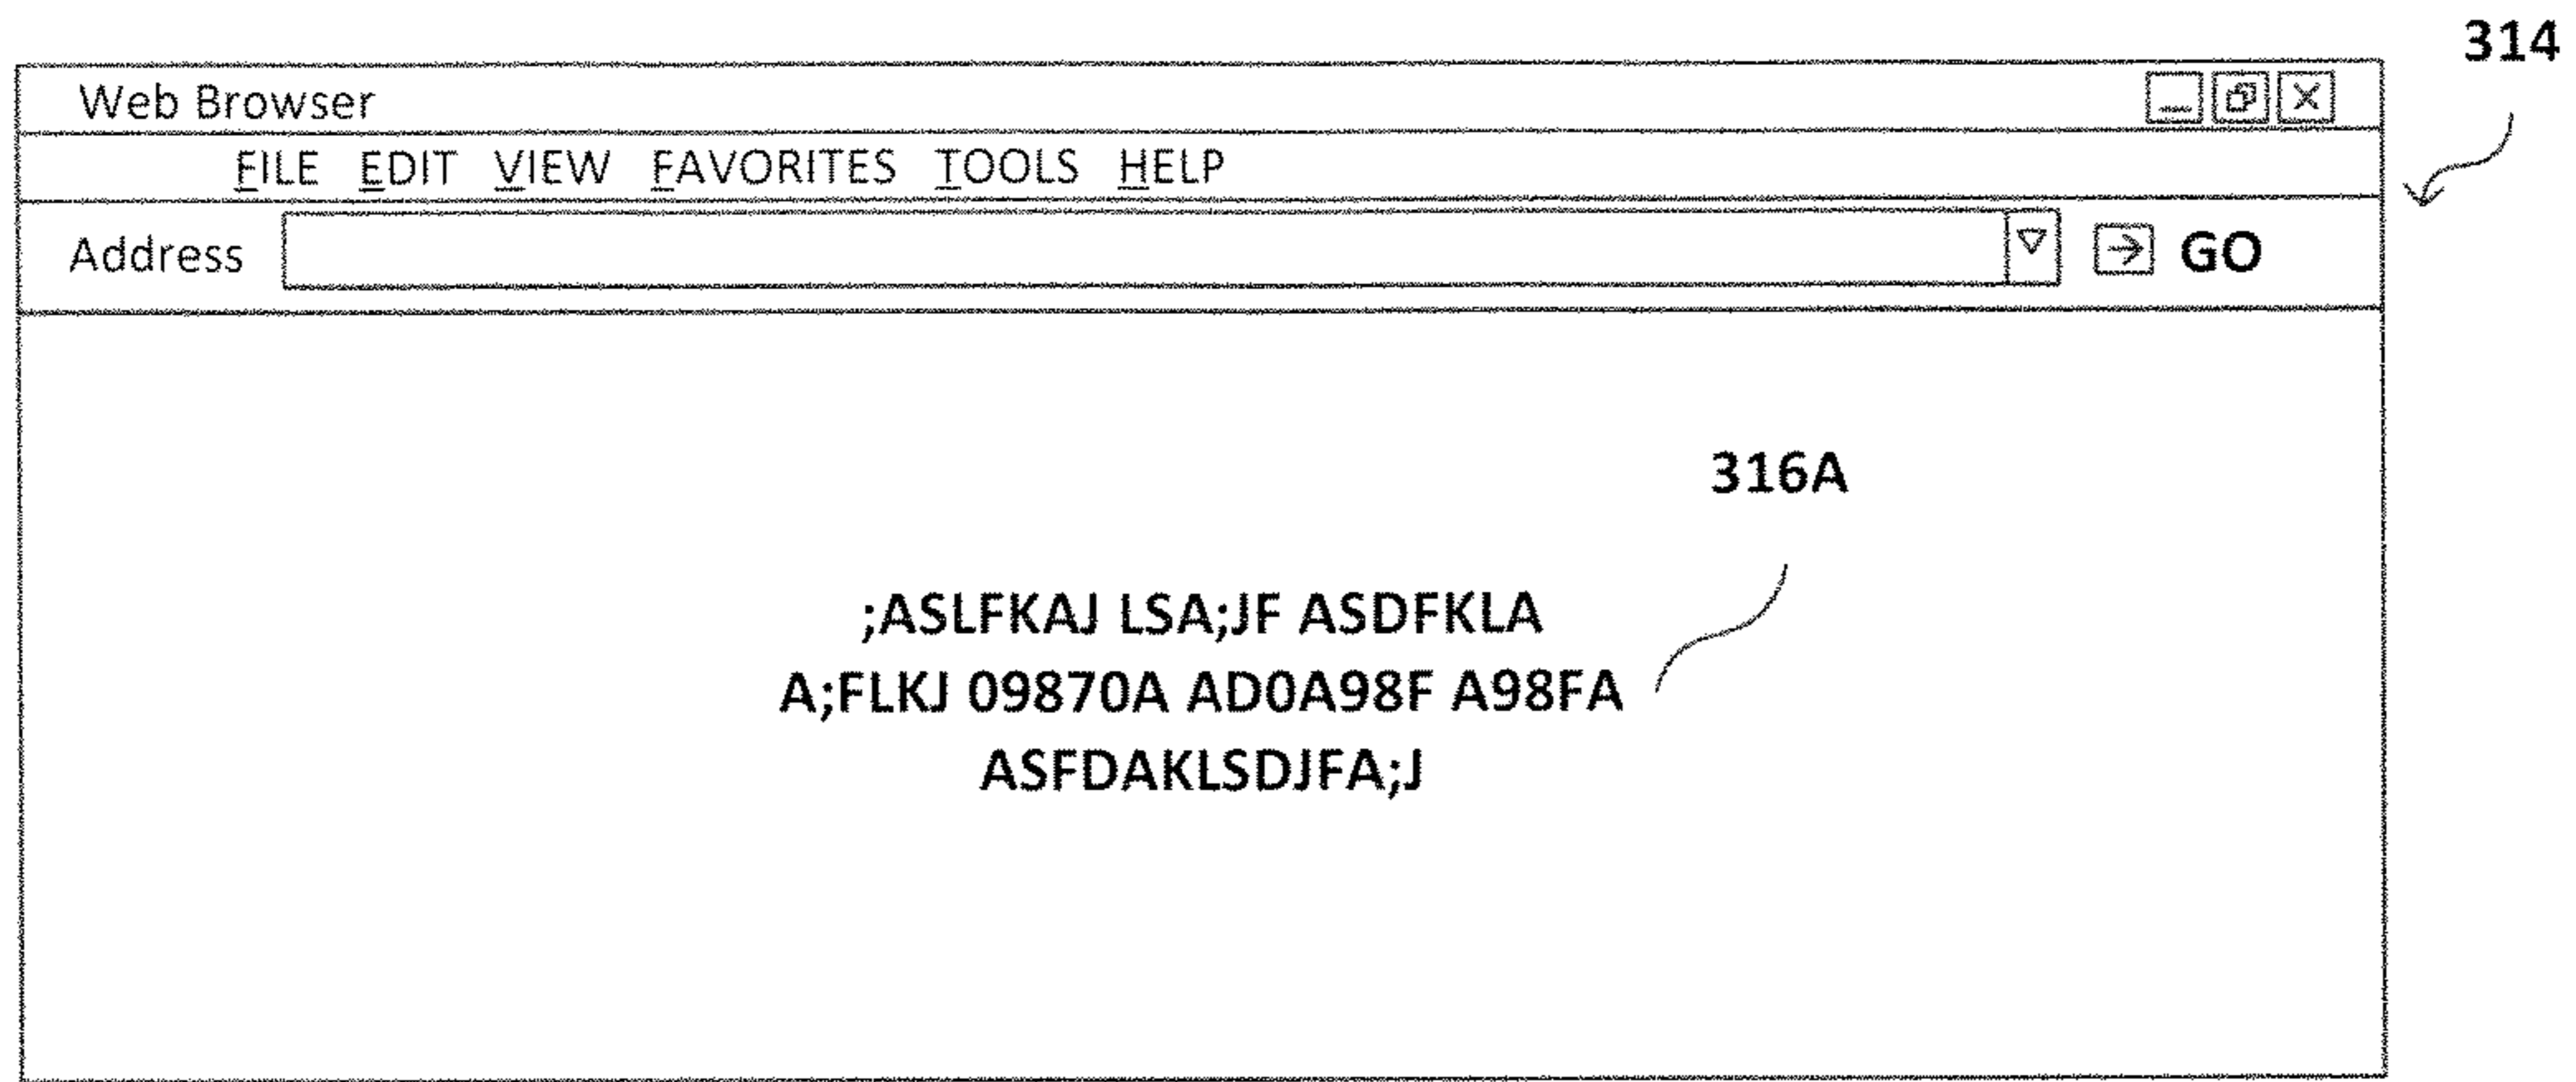 314
Web Browser
FILE EDIT VIEW FAVORITES TOOLS HELP
Address GO
316A
;ASLFKAJ LSA;JF ASDFKLA
A;FLKJ 09870A AD0A98F A98FA
ASFDAKLSDJFA;J